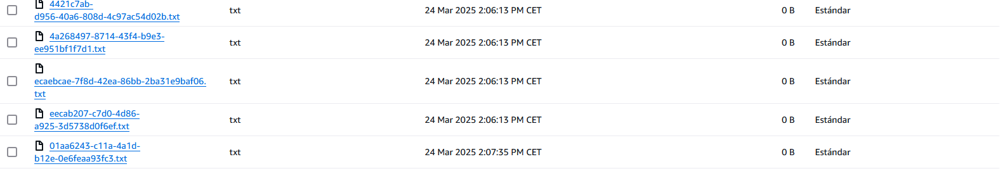 4421c7ab-
d956-40a6-808d-4c97ac54d02b.txt txt 24 Mar 2025 2:06:13 PM CET 0 B Estándar
4a268497-8714-43f4-b9e3-
ee951bf1f7d1.txt txt 24 Mar 2025 2:06:13 PM CET 0 B Estándar
ecaebcae-7f8d-42ea-86bb-2ba31e9baf06.
txt txt 24 Mar 2025 2:06:13 PM CET 0 B Estándar
eecab207-c7d0-4d86-
a925-3d5738d0f6ef.txt txt 24 Mar 2025 2:06:13 PM CET 0 B Estándar
01aa6243-c11a-4a1d-
b12e-0e6feaa93fc3.txt txt 24 Mar 2025 2:07:35 PM CET 0 B Estándar